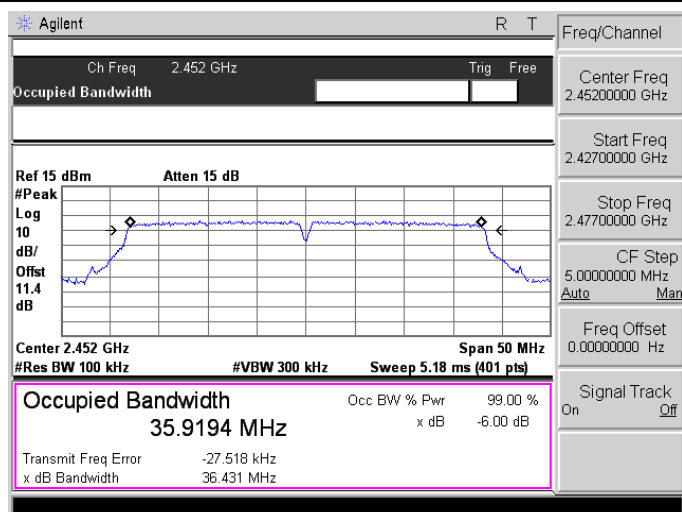 Agilent R T
Freq/Channel
Ch Freq 2.452 GHz Trig Free
Occupied Bandwidth
Center Freq
2.45200000 GHz
Start Freq
2.42700000 GHz
Stop Freq
2.47700000 GHz
CF Step
5.00000000 MHz
Auto Man
Freq Offset
0.00000000 Hz
Signal Track
On Off
Ref 15 dBm Atten 15 dB
#Peak
Log
10
dB/
Offst
11.4
dB
Center 2.452 GHz Span 50 MHz
#Res BW 100 kHz #VBW 300 kHz Sweep 5.18 ms (401 pts)
Occupied Bandwidth
35.9194 MHz
Occ BW % Pwr 99.00 %
x dB -6.00 dB
Transmit Freq Error -27.518 kHz
x dB Bandwidth 36.431 MHz